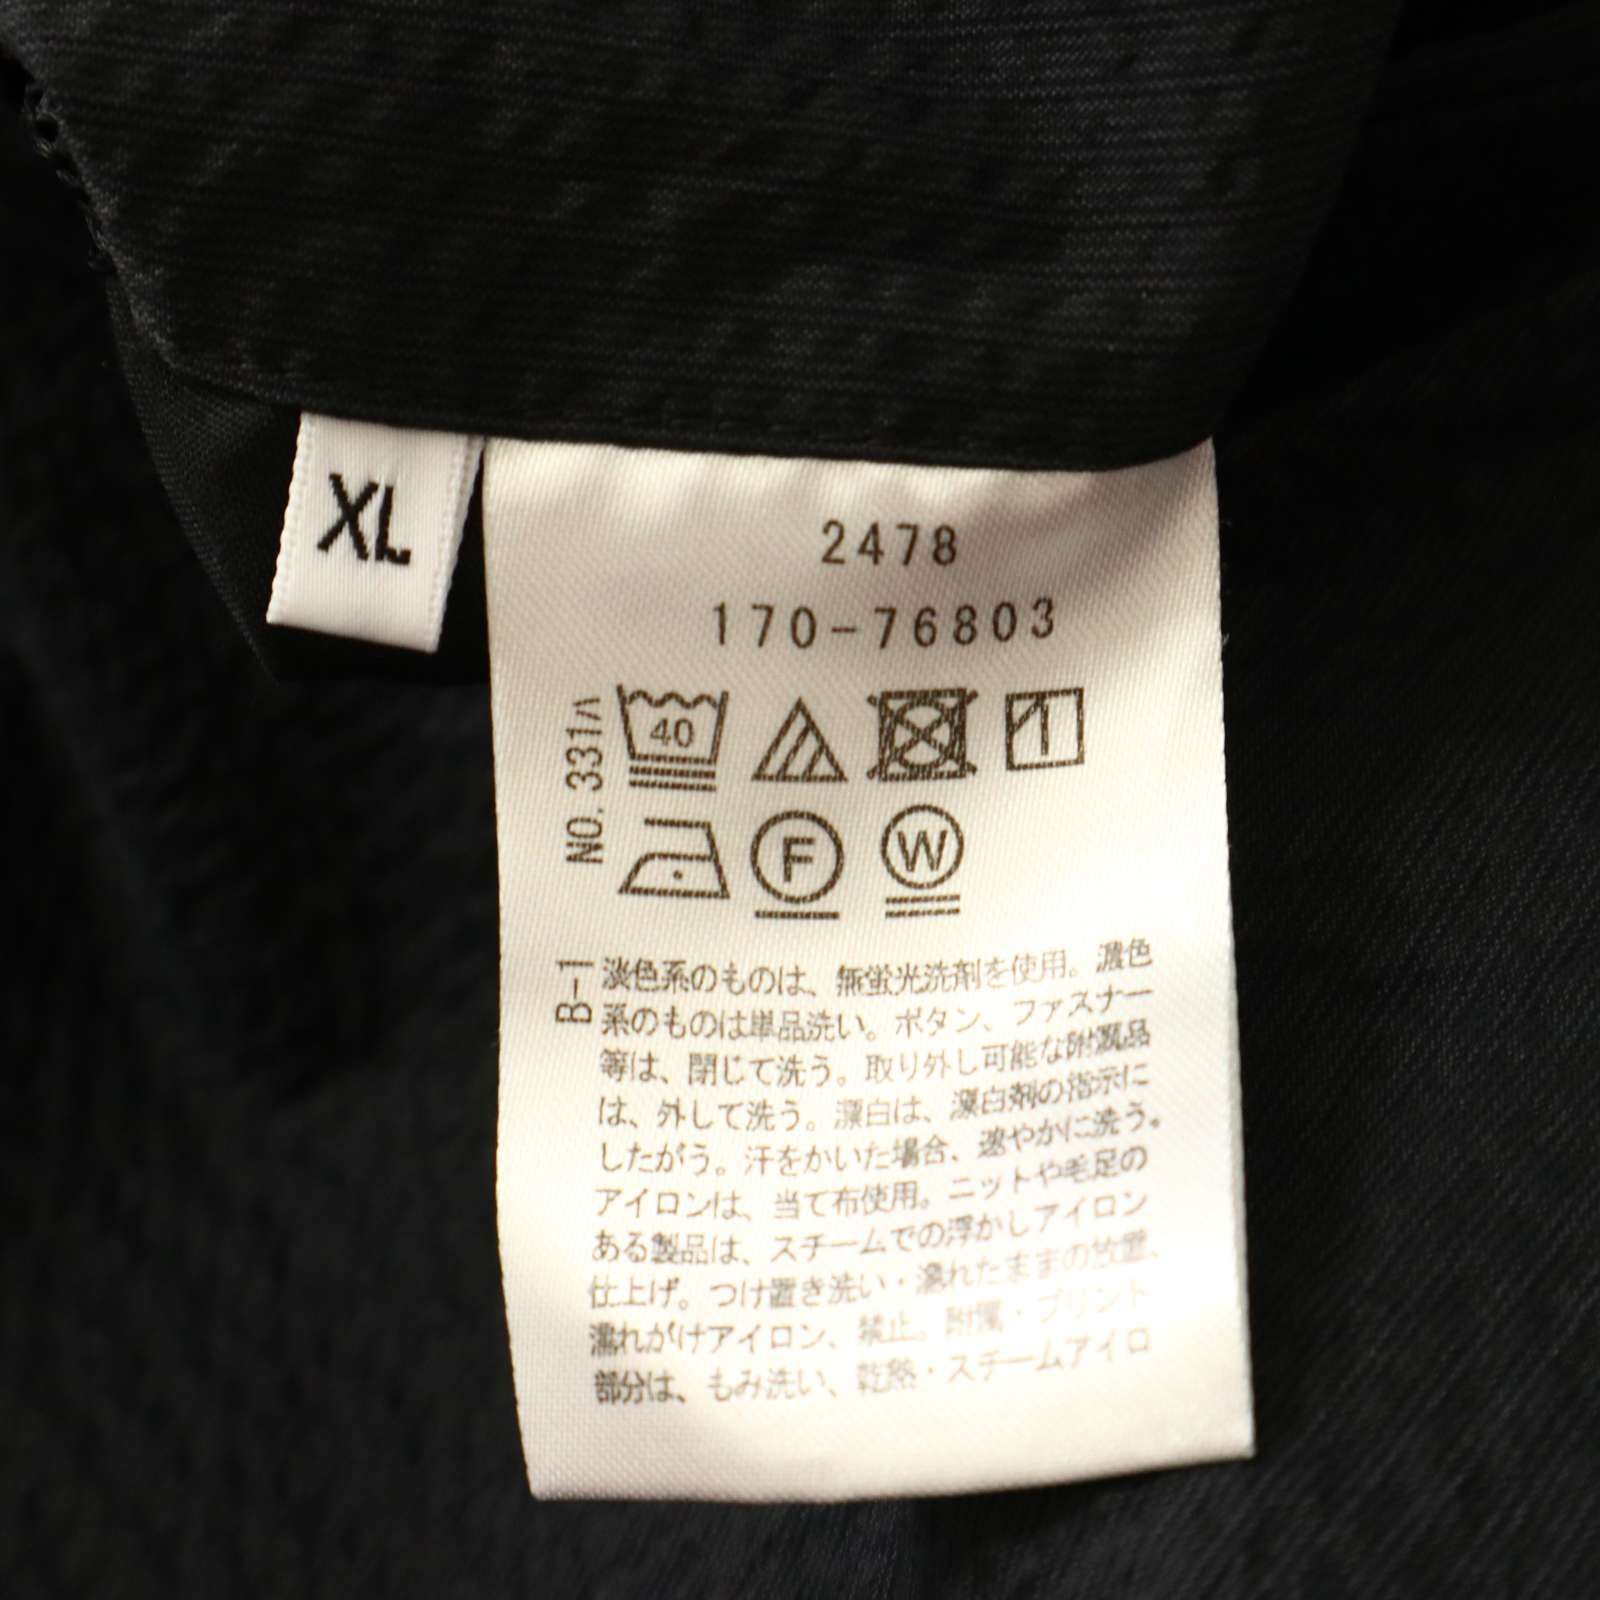 XL
2478
170-76803
NO. 331ハ
40
F
W
B-1
淡色系のものは、無蛍光洗剤を使用。濃色
系のものは単品洗い。ボタン、ファスナー
等は、閉じて洗う。取り外し可能な附属品
は、外して洗う。漂白は、漂白剤の指示に
したがう。汗をかいた場合、速やかに洗う。
アイロンは、当て布使用。ニットや毛足の
ある製品は、スチームでの浮かしアイロン
仕上げ。つけ置き洗い・濡れたままの放置、
濡れがけアイロン、禁止。附属・プリント
部分は、もみ洗い、乾熱・スチームアイロ